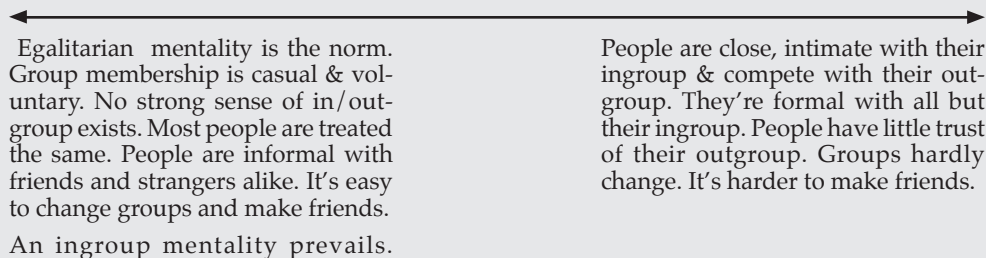 Egalitarian mentality is the norm.
Group membership is casual & vol-
untary. No strong sense of in/out-
group exists. Most people are treated
the same. People are informal with
friends and strangers alike. It's easy
to change groups and make friends.
An ingroup mentality prevails.
People are close, intimate with their
ingroup & compete with their out-
group. They're formal with all but
their ingroup. People have little trust
of their outgroup. Groups hardly
change. It's harder to make friends.